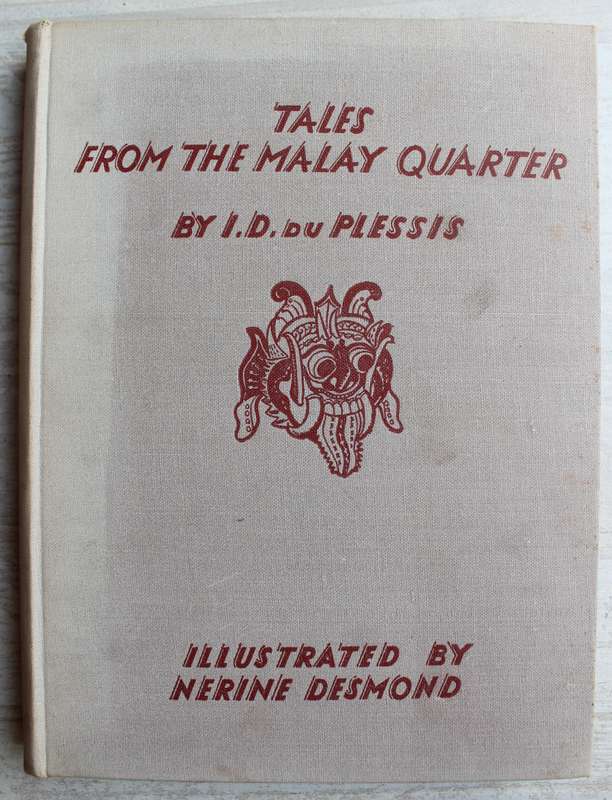 TALES
FROM THE MALAY QUARTER
BY I.D. DU PLESSIS
ILLUSTRATED BY
NERINE DESMOND